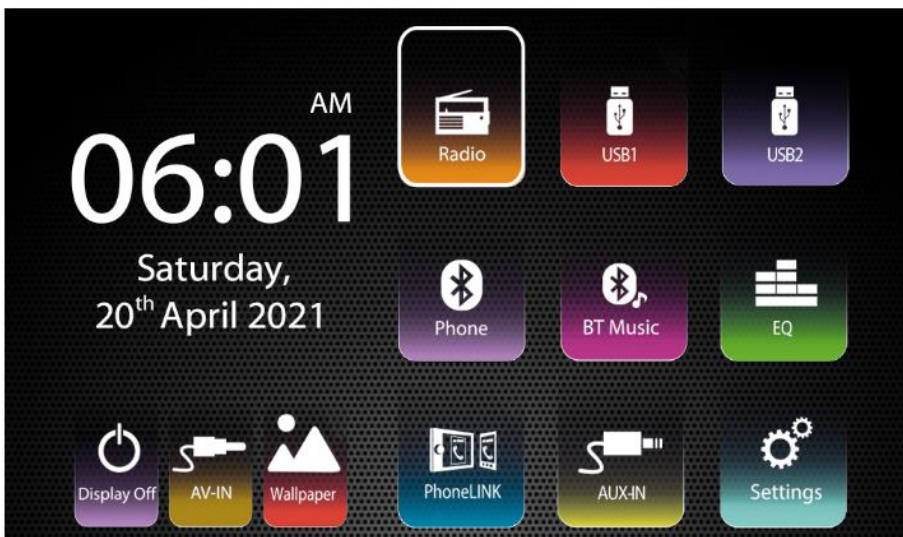 AM
06:01
Saturday,
20th April 2021
Radio
USB1
USB2
Phone
BT Music
EQ
Display Off
AV-IN
Wallpaper
PhoneLINK
AUX-IN
Settings